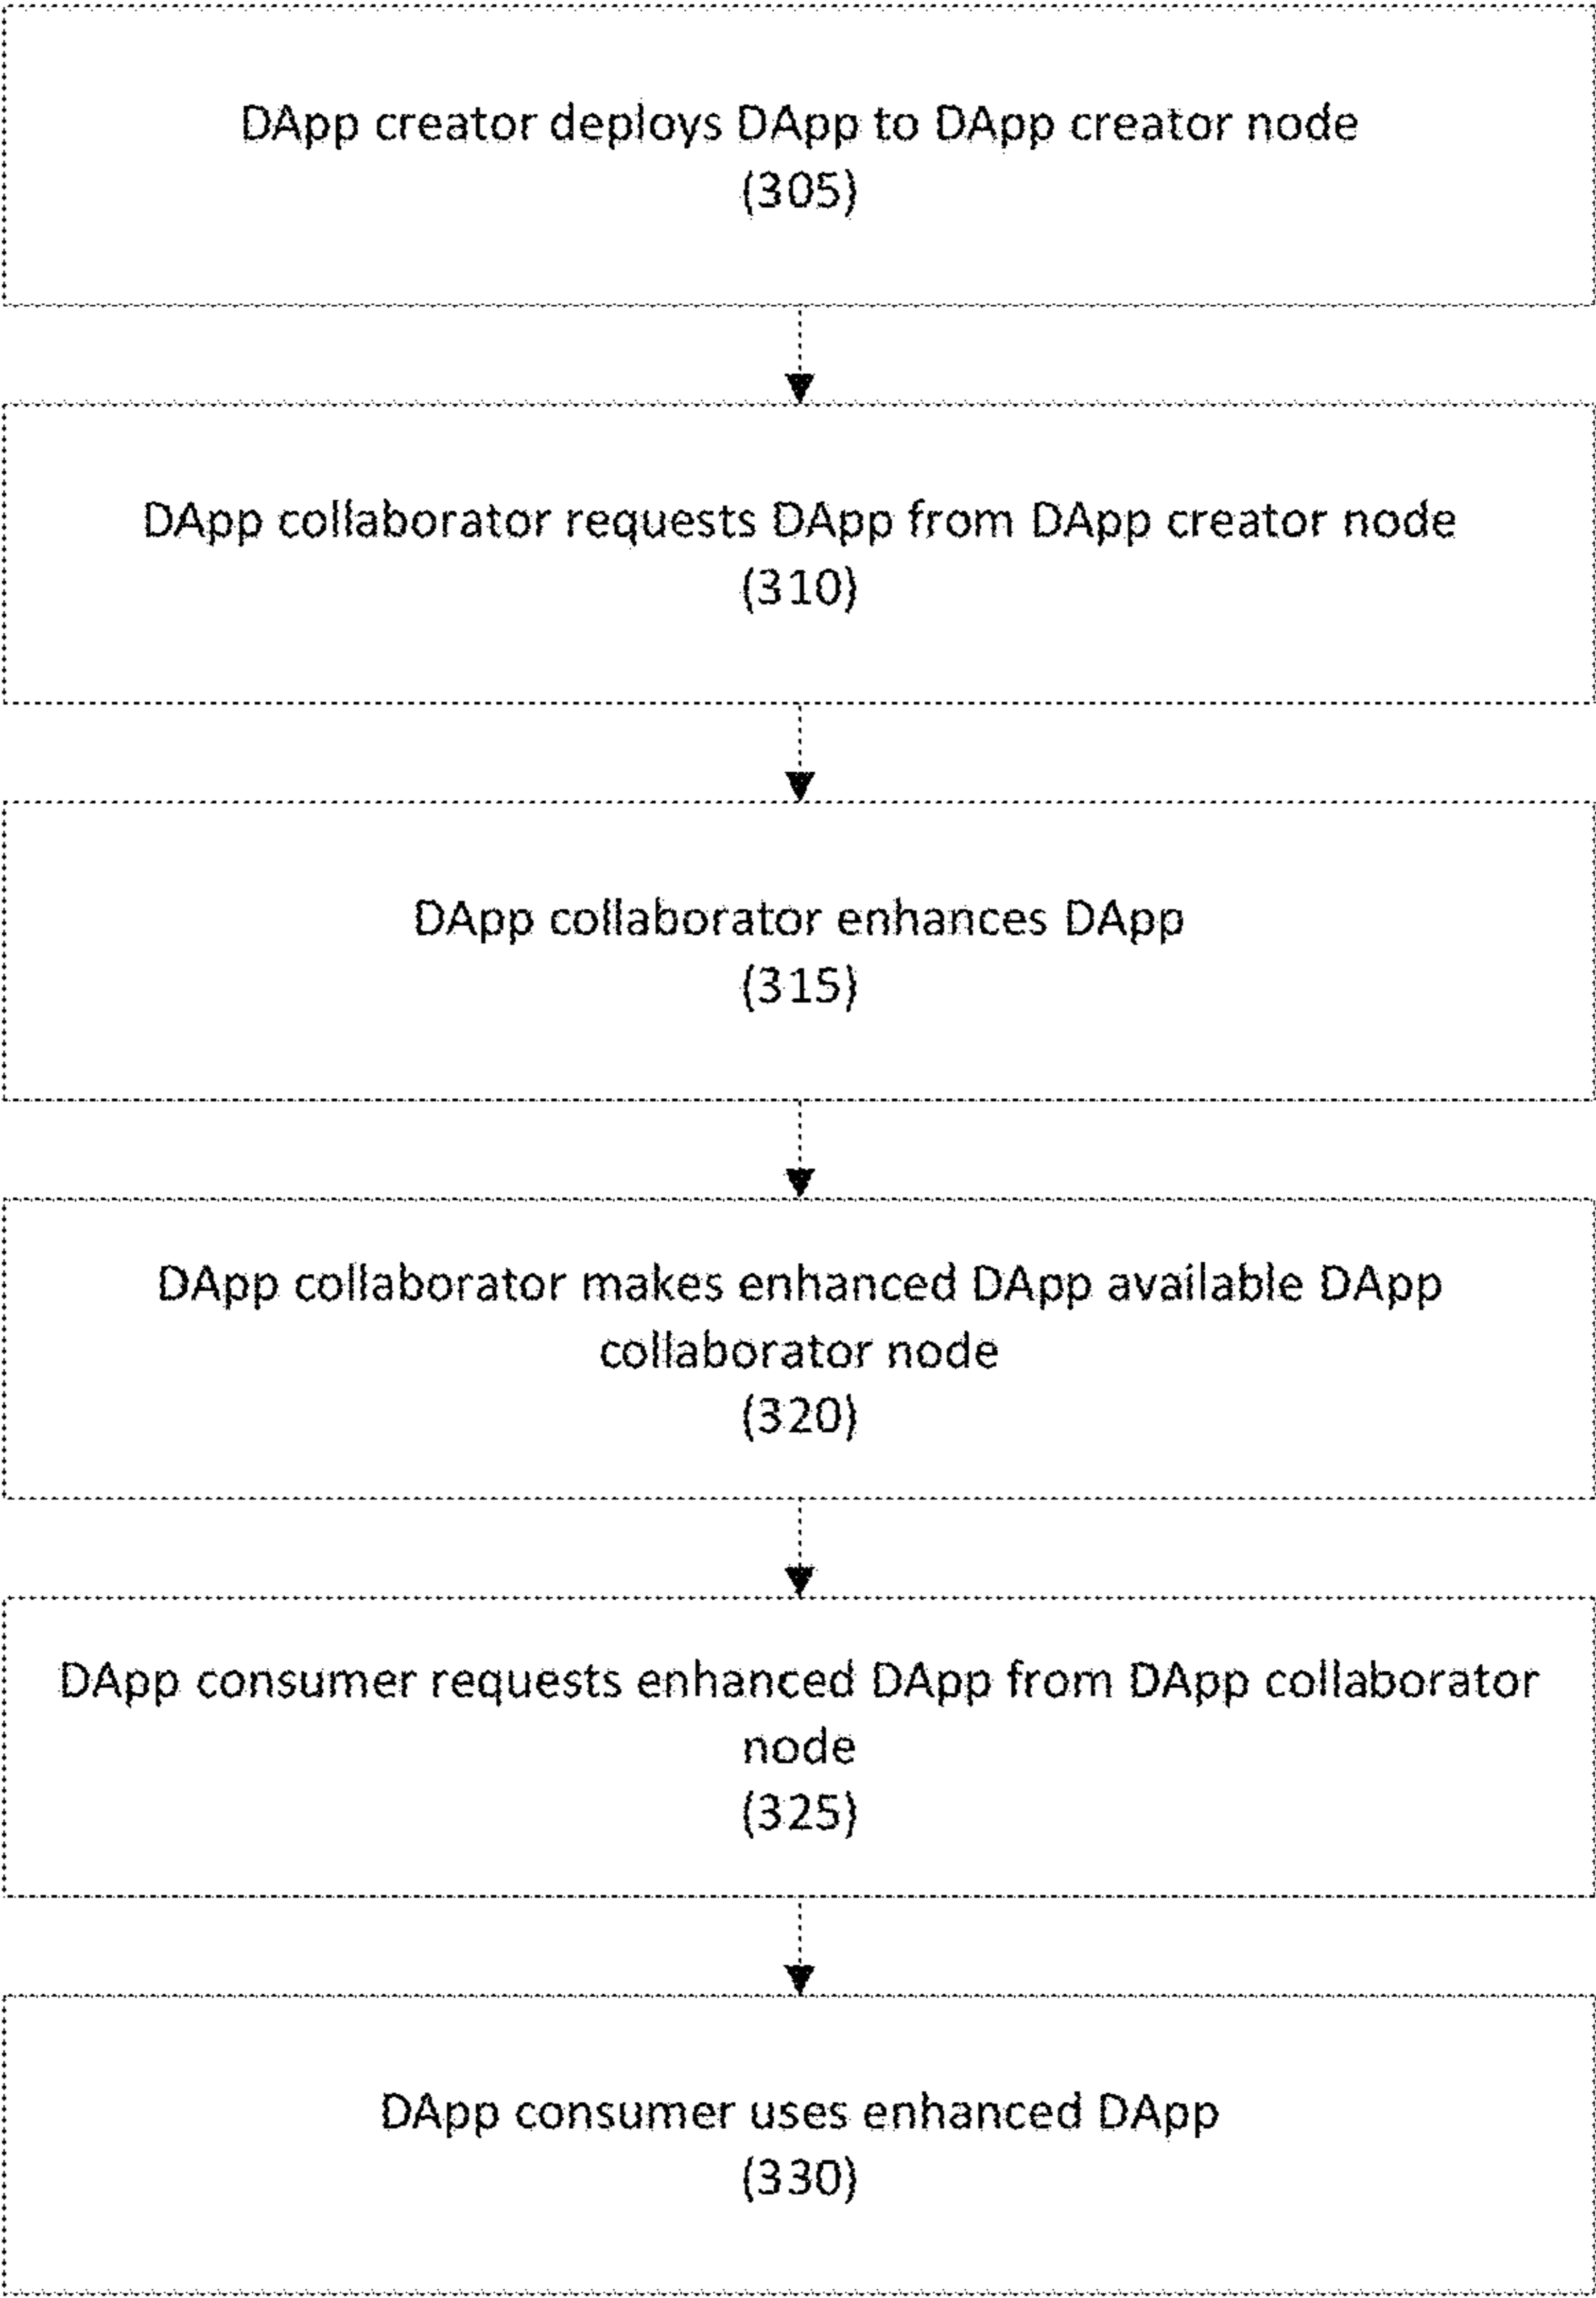 DApp creator deploys DApp to DApp creator node
(305)
DApp collaborator requests DApp from DApp creator node
(310)
DApp collaborator enhances DApp
(315)
DApp collaborator makes enhanced DApp available DApp
collaborator node
(320)
DApp consumer requests enhanced DApp from DApp collaborator
node
(325)
DApp consumer uses enhanced DApp
(330)